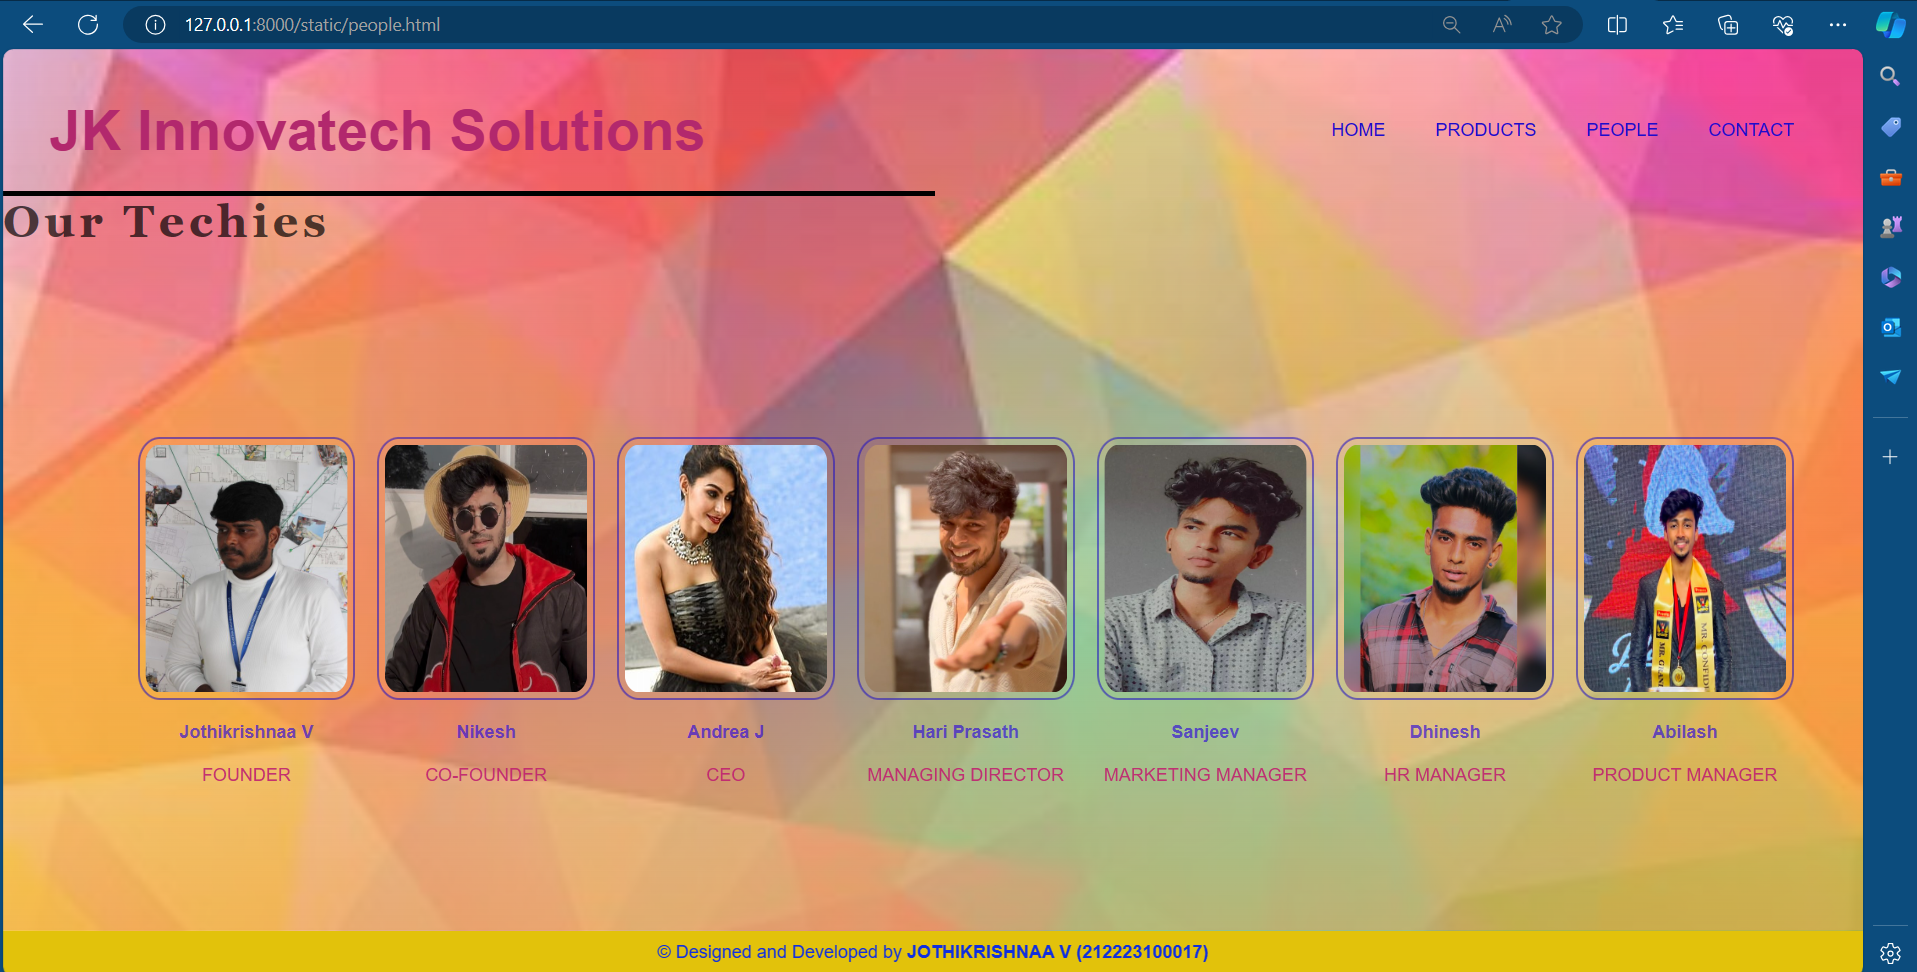 127.0.0.1:8000/static/people.html
JK Innovatech Solutions
HOME PRODUCTS PEOPLE CONTACT
Our Techies
Jothikrishnaa V Nikesh Andrea J Hari Prasath Sanjeev Dhinesh Abilash
FOUNDER CO-FOUNDER CEO MANAGING DIRECTOR MARKETING MANAGER HR MANAGER PRODUCT MANAGER
© Designed and Developed by JOTHIKRISHNAA V (212223100017)